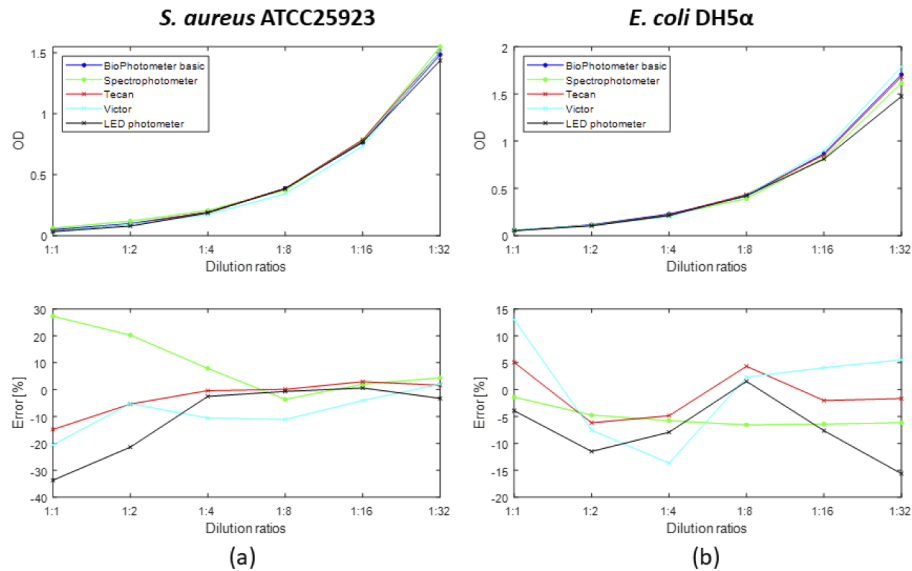 S. aureus ATCC25923
E. coli DH5α
1.5
1
0.5
0
OD
BioPhotometer basic
Spectrophotometer
Tecan
Victor
LED photometer
1:1 1:2 1:4 1:8 1:16 1:32
Dilution ratios
2
1.5
1
0.5
0
OD
BioPhotometer basic
Spectrophotometer
Tecan
Victor
LED photometer
1:1 1:2 1:4 1:8 1:16 1:32
Dilution ratios
30
20
10
0
-10
-20
-30
-40
Error [%]
1:1 1:2 1:4 1:8 1:16 1:32
Dilution ratios
(a)
15
10
5
0
-5
-10
-15
-20
Error [%]
1:1 1:2 1:4 1:8 1:16 1:32
Dilution ratios
(b)